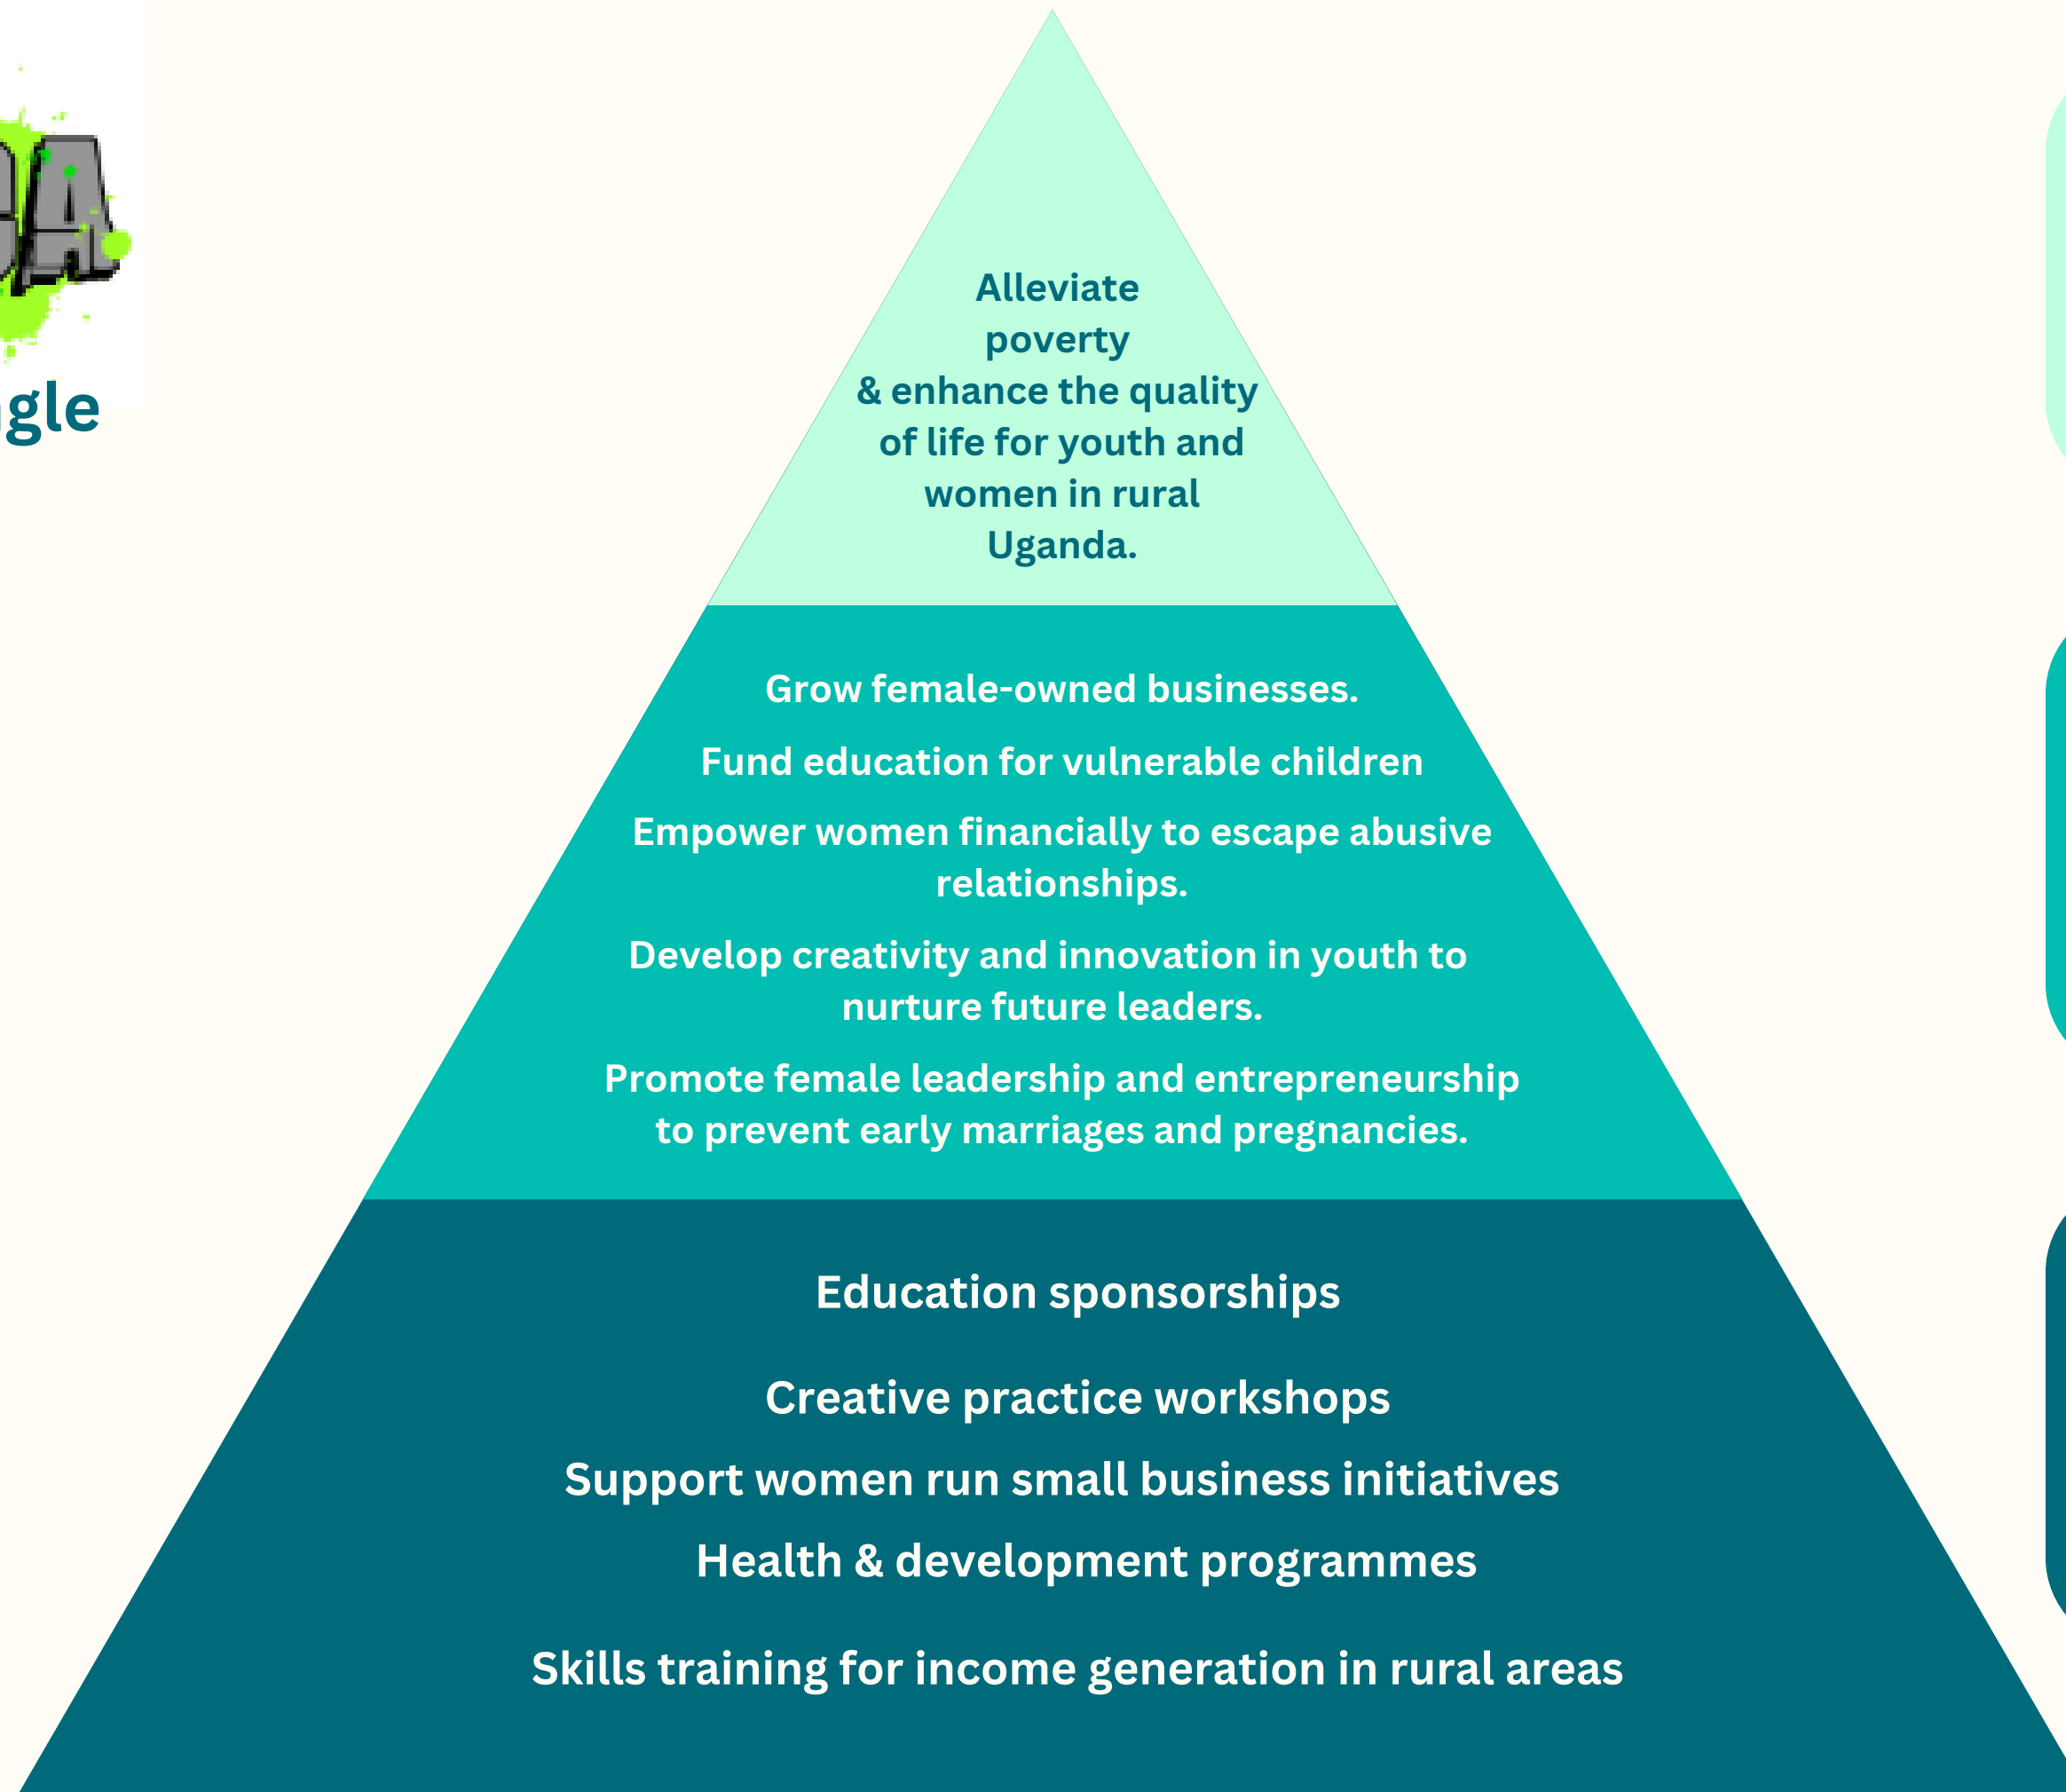 Alleviate
poverty
& enhance the quality
of life for youth and
women in rural
Uganda.
Grow female-owned businesses.
Fund education for vulnerable children
Empower women financially to escape abusive
relationships.
Develop creativity and innovation in youth to
nurture future leaders.
Promote female leadership and entrepreneurship
to prevent early marriages and pregnancies.
Education sponsorships
Creative practice workshops
Support women run small business initiatives
Health & development programmes
Skills training for income generation in rural areas